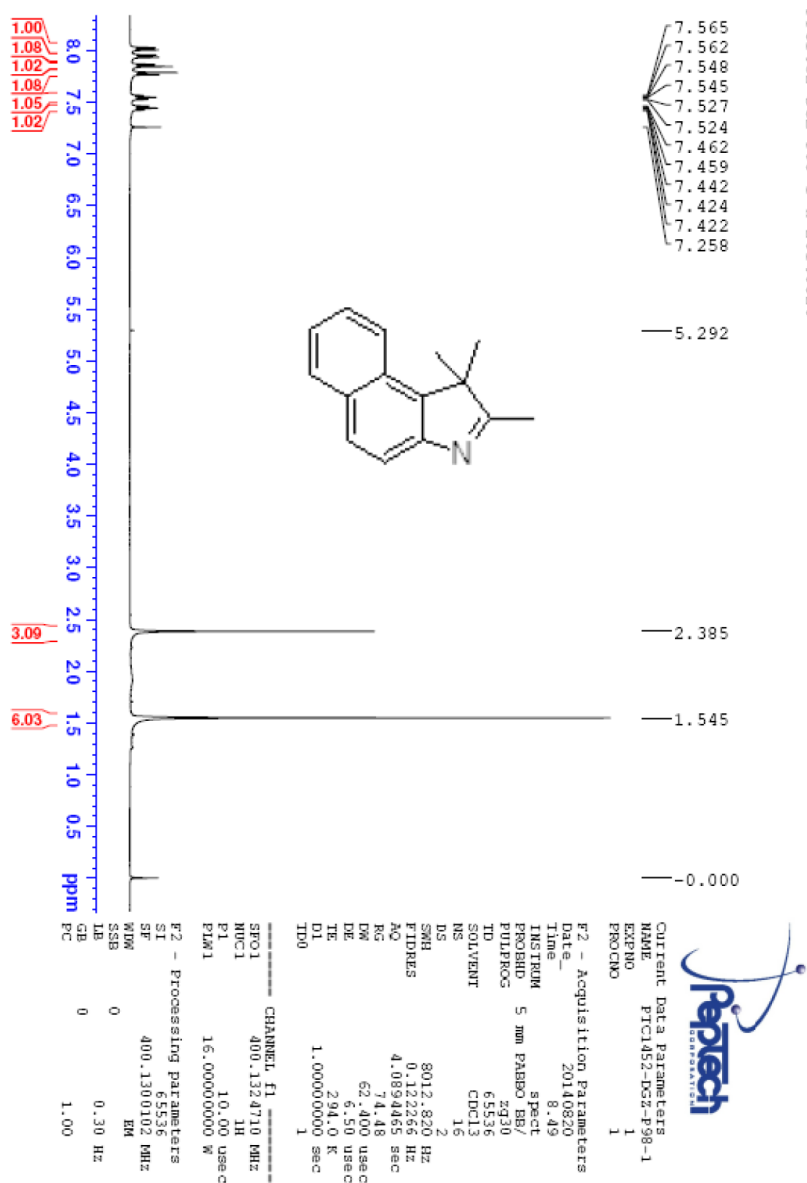 7.565
7.562
7.548
7.545
7.527
7.524
7.462
7.459
7.442
7.424
7.422
7.258
5.292
2.385
1.545
-0.000
N
8.0
7.5
7.0
6.5
6.0
5.5
5.0
4.5
4.0
3.5
3.0
2.5
2.0
1.5
1.0
0.5
ppm
1.00
1.08
1.02
1.08
1.05
1.02
3.09
6.03
PepTech
CORPORATION
Current Data Parameters
NAME PTC1452-DGZ-P98-1
EXPNO 1
PROCNO 1
F2 - Acquisition Parameters
Date_ 20140820
Time 8.49
INSTRUM spect
PROBHD 5 mm PABBO BB/
PULPROG zg30
TD 65536
SOLVENT CDCl3
NS 16
DS 2
SWH 8012.820 Hz
FIDRES 0.122266 Hz
AQ 4.0894465 sec
RG 74.48
DW 62.400 usec
DE 6.50 usec
TE 294.0 K
D1 1.00000000 sec
TD0 1
======== CHANNEL f1 ========
SFO1 400.1324710 MHz
NUC1 1H
P1 10.00 usec
PLW1 16.00000000 W
F2 - Processing parameters
SI 65536
SF 400.1300102 MHz
WDW EM
SSB 0
LB 0.30 Hz
GB 0
PC 1.00